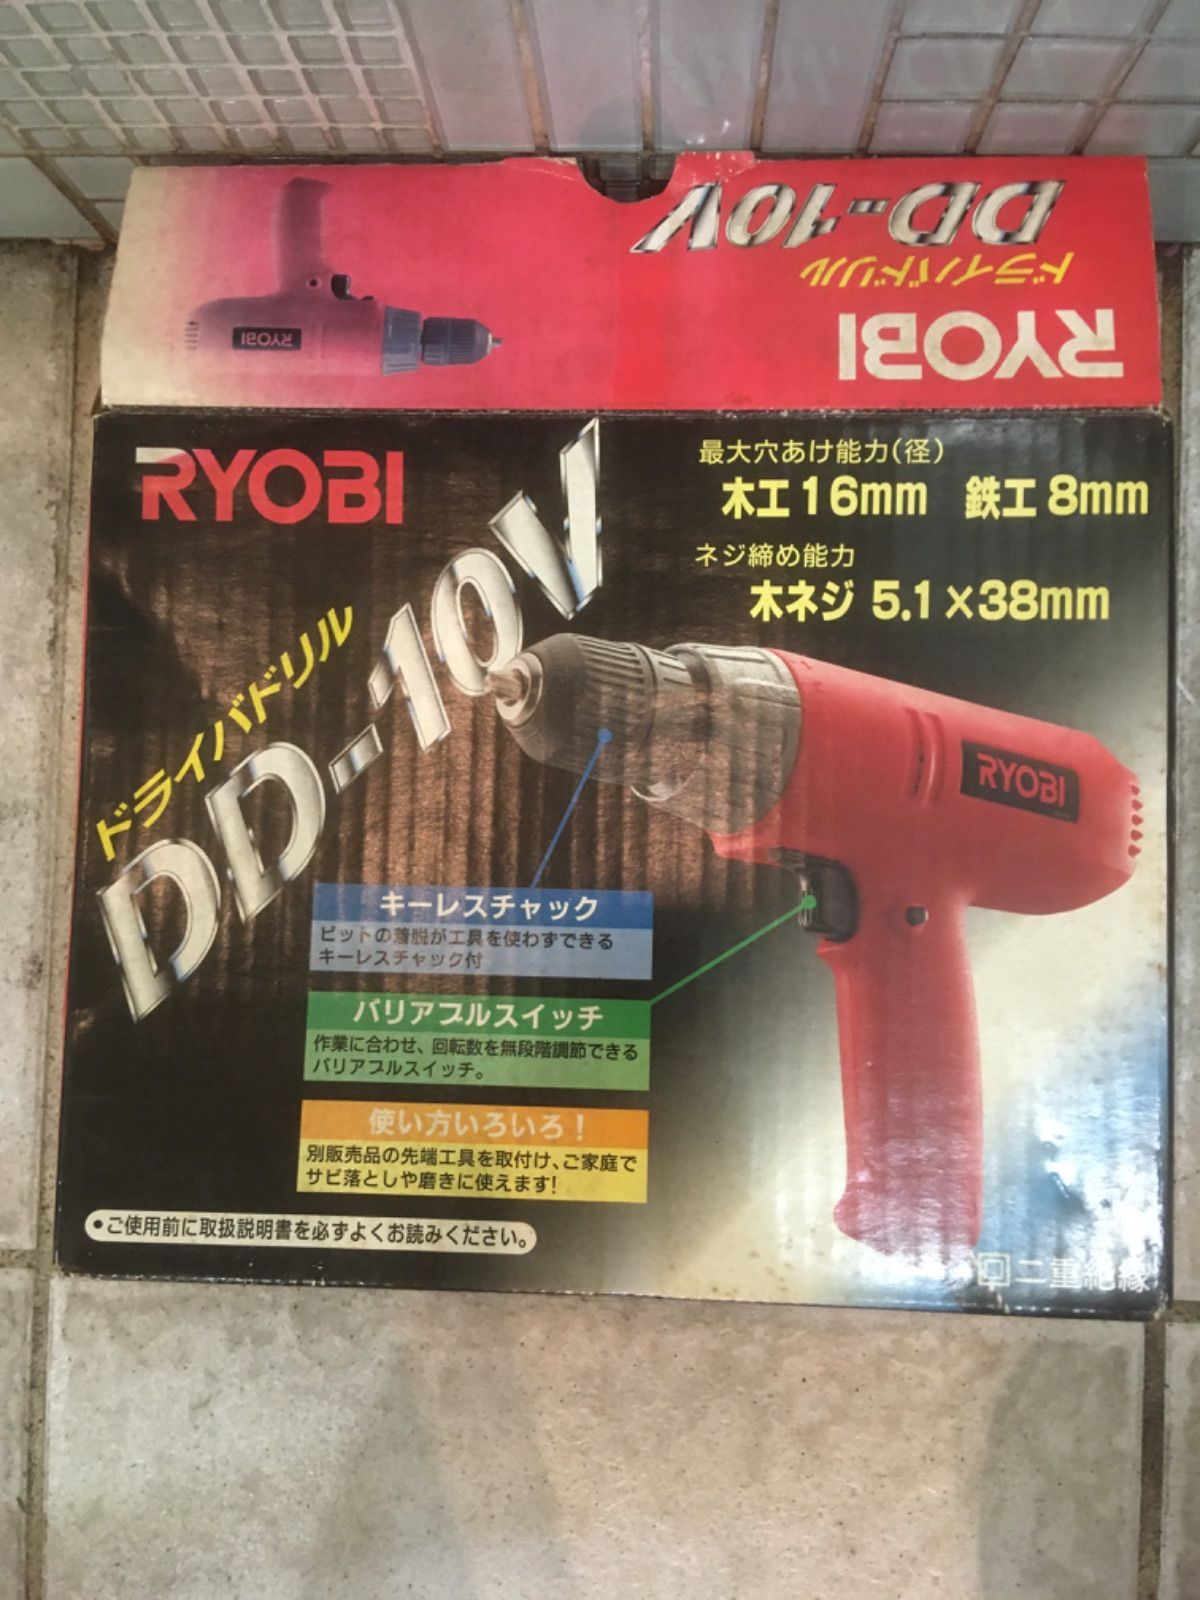 DD-10V
ドライバドリル
RYOBI
RYOBI
RYOBI
最大穴あけ能力(径)
木工16mm 鉄工8mm
ネジ締め能力
木ネジ 5.1×38mm
ドライバドリル
DD-10V
RYOBI
キーレスチャック
ビットの着脱が工具を使わずできる
キーレスチャック付
バリアブルスイッチ
作業に合わせ、回転数を無段階調節できる
バリアブルスイッチ。
使い方いろいろ!
別販売品の先端工具を取付け、ご家庭で
サビ落としや磨きに使えます!
●ご使用前に取扱説明書を必ずよくお読みください。
二重絶縁